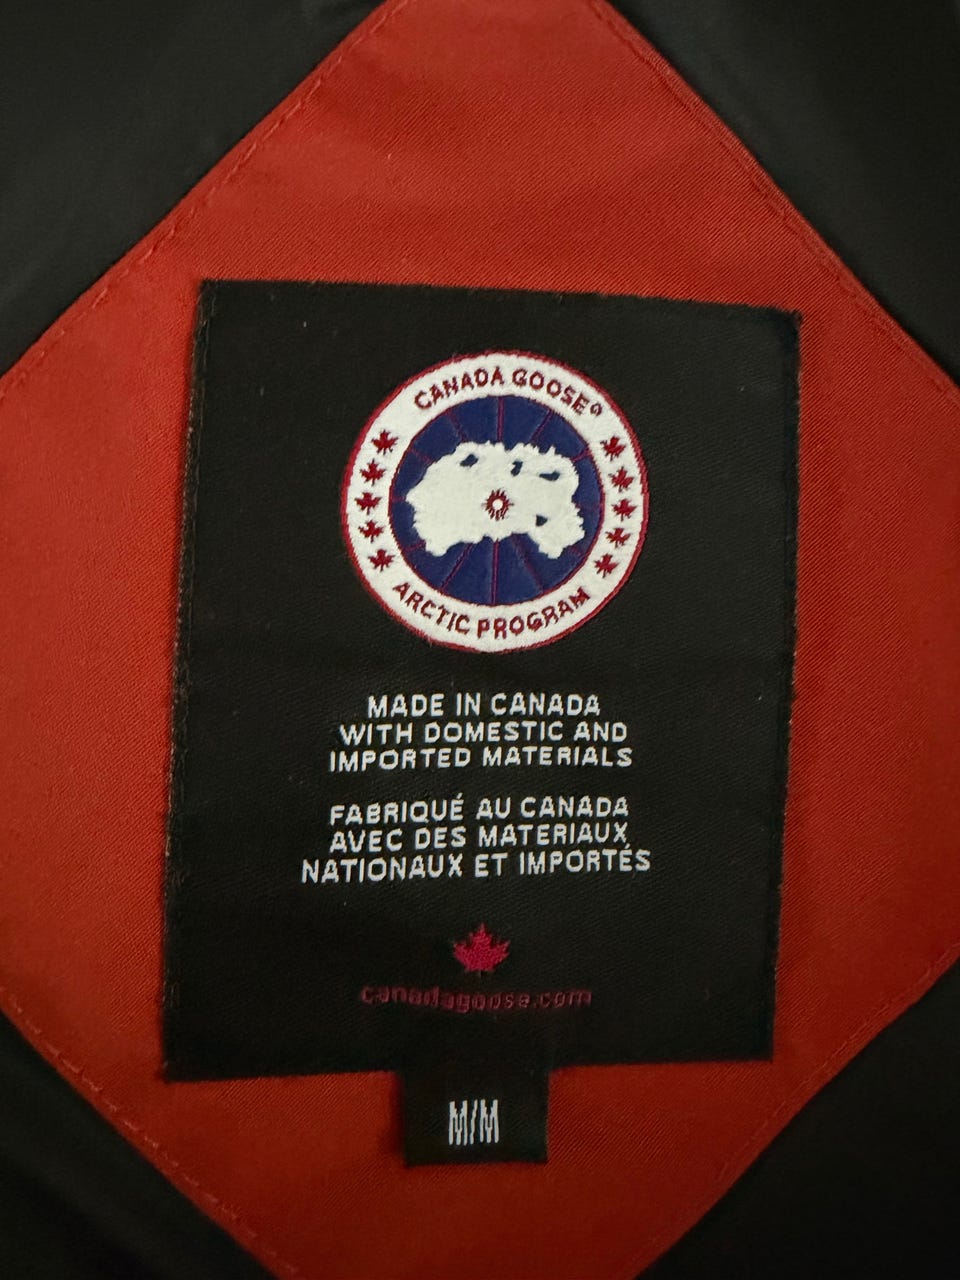 CANADA GOOSE®
ARCTIC PROGRAM
MADE IN CANADA
WITH DOMESTIC AND
IMPORTED MATERIALS
FABRIQUÉ AU CANADA
AVEC DES MATERIAUX
NATIONAUX ET IMPORTÉS
canadagoose.com
M/M